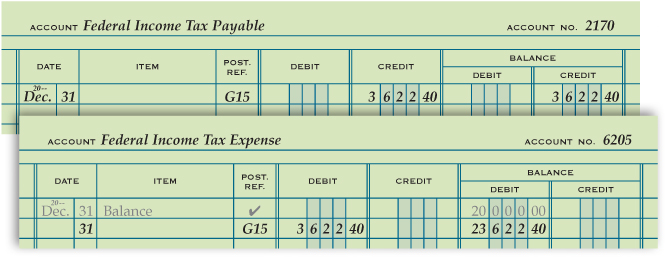 ACCOUNT Federal Income Tax Payable ACCOUNT NO. 2170
DATE ITEM POST. REF. DEBIT CREDIT BALANCE
DEBIT CREDIT
20--
Dec. 31 G15 3 6 2 2 40 3 6 2 2 40
ACCOUNT Federal Income Tax Expense ACCOUNT NO. 6205
DATE ITEM POST. REF. DEBIT CREDIT BALANCE
DEBIT CREDIT
20--
Dec. 31 Balance ✓ 20 0 0 0 00
31 G15 3 6 2 2 40 23 6 2 2 40